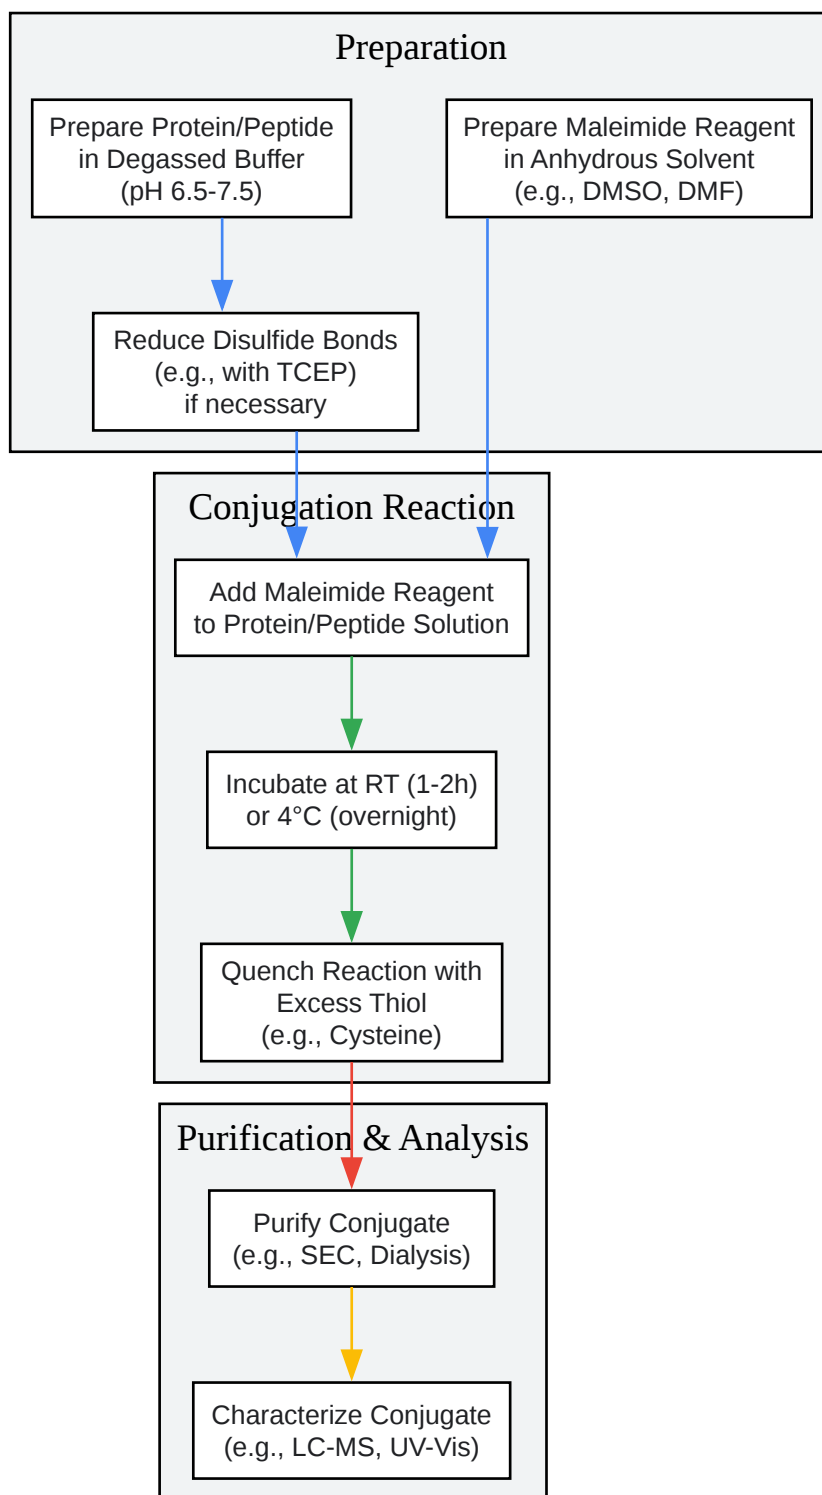 Preparation
Prepare Protein/Peptide
in Degassed Buffer
(pH 6.5-7.5)
Prepare Maleimide Reagent
in Anhydrous Solvent
(e.g., DMSO, DMF)
Reduce Disulfide Bonds
(e.g., with TCEP)
if necessary
Conjugation Reaction
Add Maleimide Reagent
to Protein/Peptide Solution
Incubate at RT (1-2h)
or 4°C (overnight)
Quench Reaction with
Excess Thiol
(e.g., Cysteine)
Purification & Analysis
Purify Conjugate
(e.g., SEC, Dialysis)
Characterize Conjugate
(e.g., LC-MS, UV-Vis)